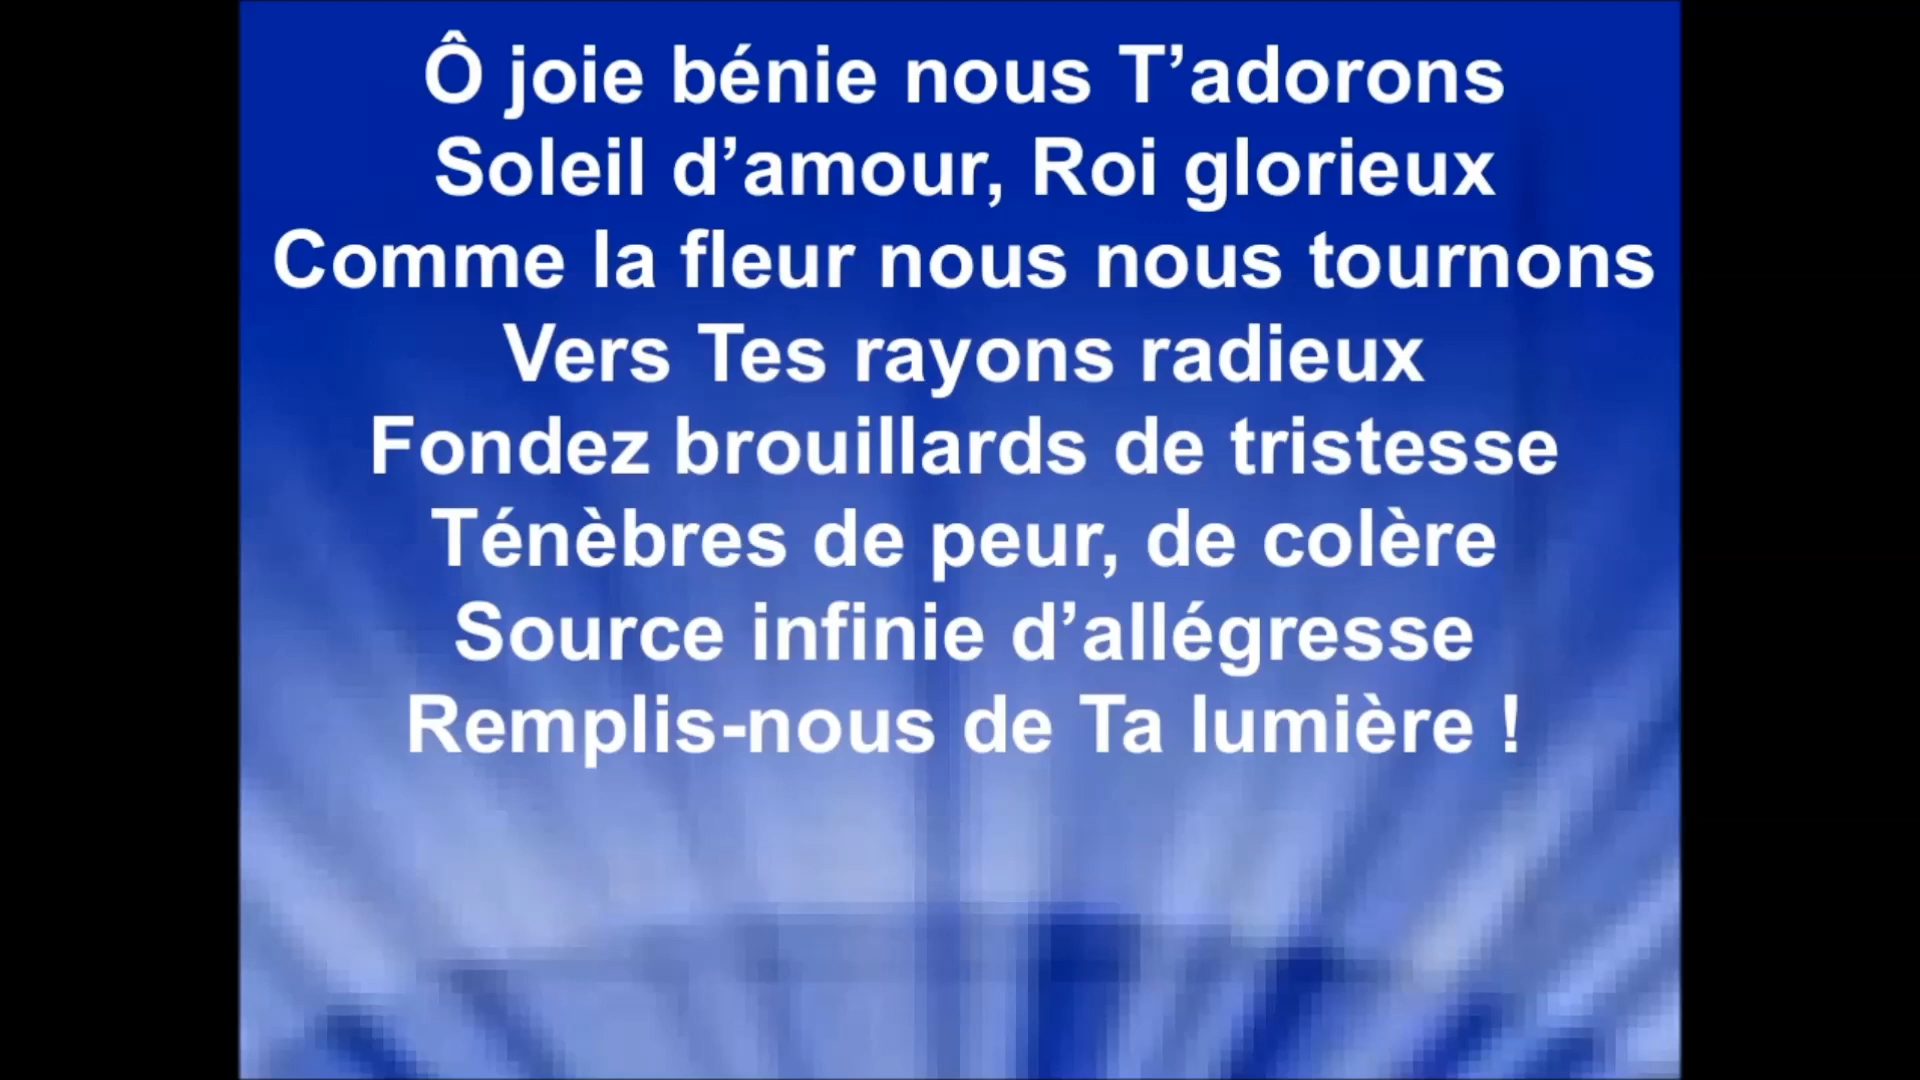 Ô joie bénie nous T’adorons
Soleil d’amour, Roi glorieux
Comme la fleur nous nous tournons
Vers Tes rayons radieux
Fondez brouillards de tristesse
Ténèbres de peur, de colère
Source infinie d’allégresse
Remplis-nous de Ta lumière !